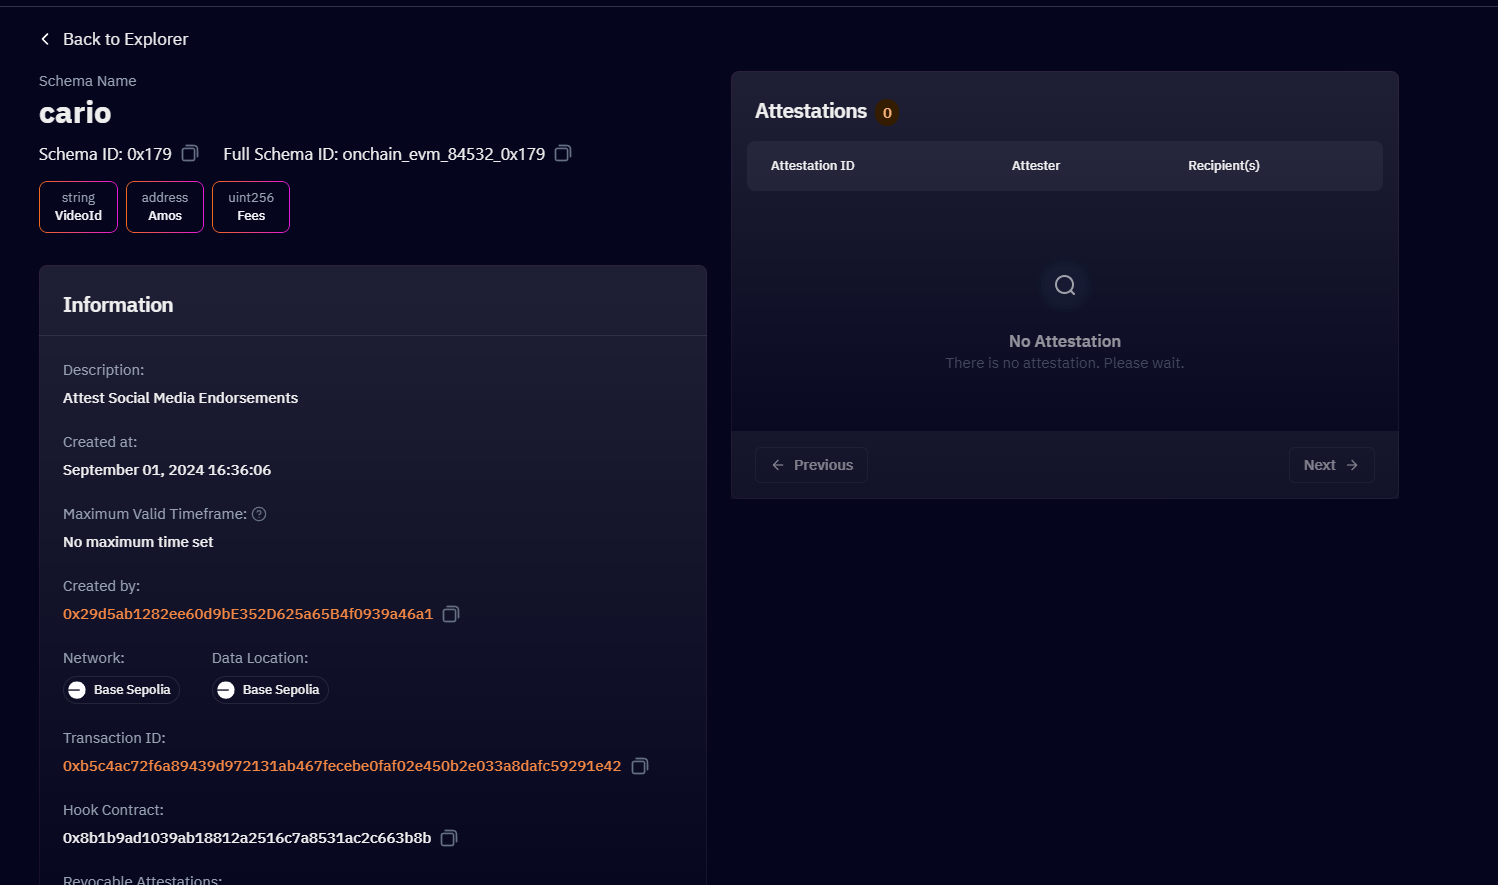 Back to Explorer
Schema Name
cario
Schema ID: 0x179 Full Schema ID: onchain_evm_84532_0x179
string address uint256
VideoId Amos Fees
Information
Description:
Attest Social Media Endorsements
Created at:
September 01, 2024 16:36:06
Maximum Valid Timeframe:
No maximum time set
Created by:
0x29d5ab1282ee60d9bE352D625a65B4f0939a46a1
Network: Data Location:
Base Sepolia Base Sepolia
Transaction ID:
0xb5c4ac72f6a89439d972131ab467fecebe0faf02e450b2e033a8dafc59291e42
Hook Contract:
0x8b1b9ad1039ab18812a2516c7a8531ac2c663b8b
Revocable Attestations:
Attestations 0
Attestation ID Attester Recipient(s)
No Attestation
There is no attestation. Please wait.
Previous Next